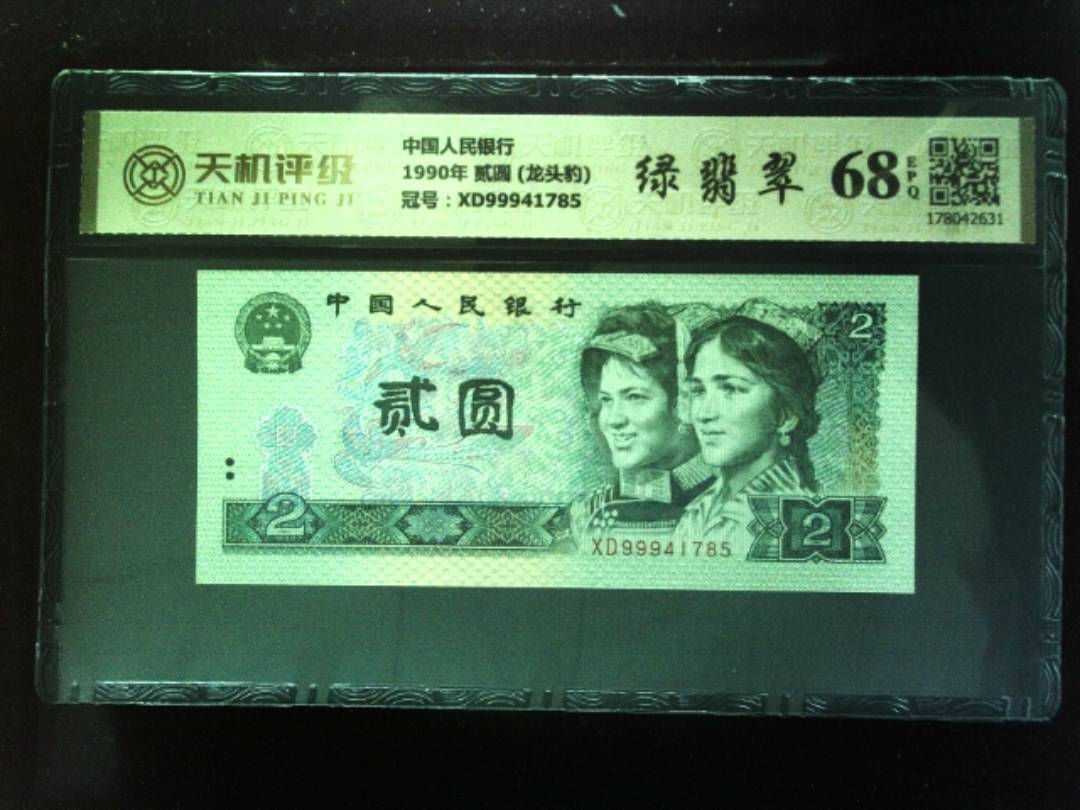 天机评级
TIAN JI PING JI
中国人民银行
1990年 贰圆 (龙头豹)
冠号：XD99941785
绿翡翠
68
EPQ
178042631
中国人民银行
2
贰圆
2
XD99941785
2